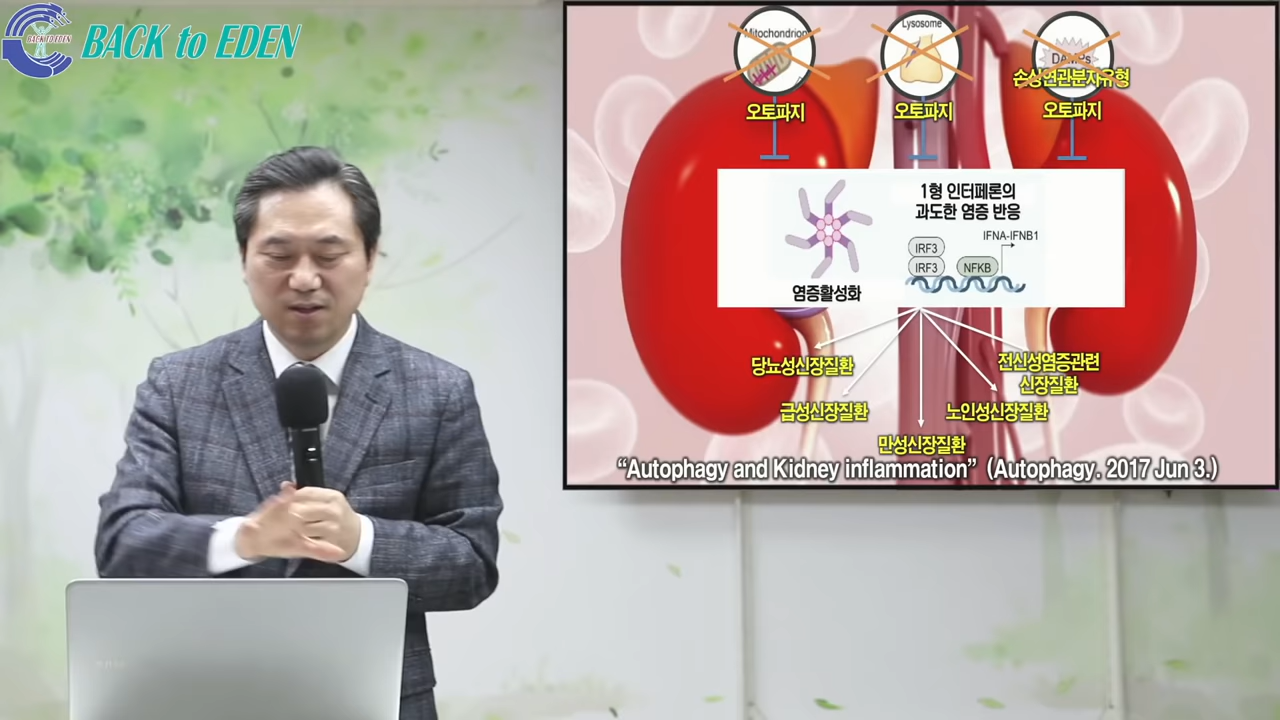 BACK TO EDEN
BACK to EDEN
Mitochondrion
Lysosome
DAMPs
손상연관분자유형
오토파지
오토파지
오토파지
1형 인터페론의
과도한 염증 반응
IFNA-IFNB1
IRF3
IRF3
NFKB
염증활성화
당뇨성신장질환
전신성염증관련
신장질환
급성신장질환
노인성신장질환
만성신장질환
“Autophagy and Kidney inflammation” (Autophagy. 2017 Jun 3.)